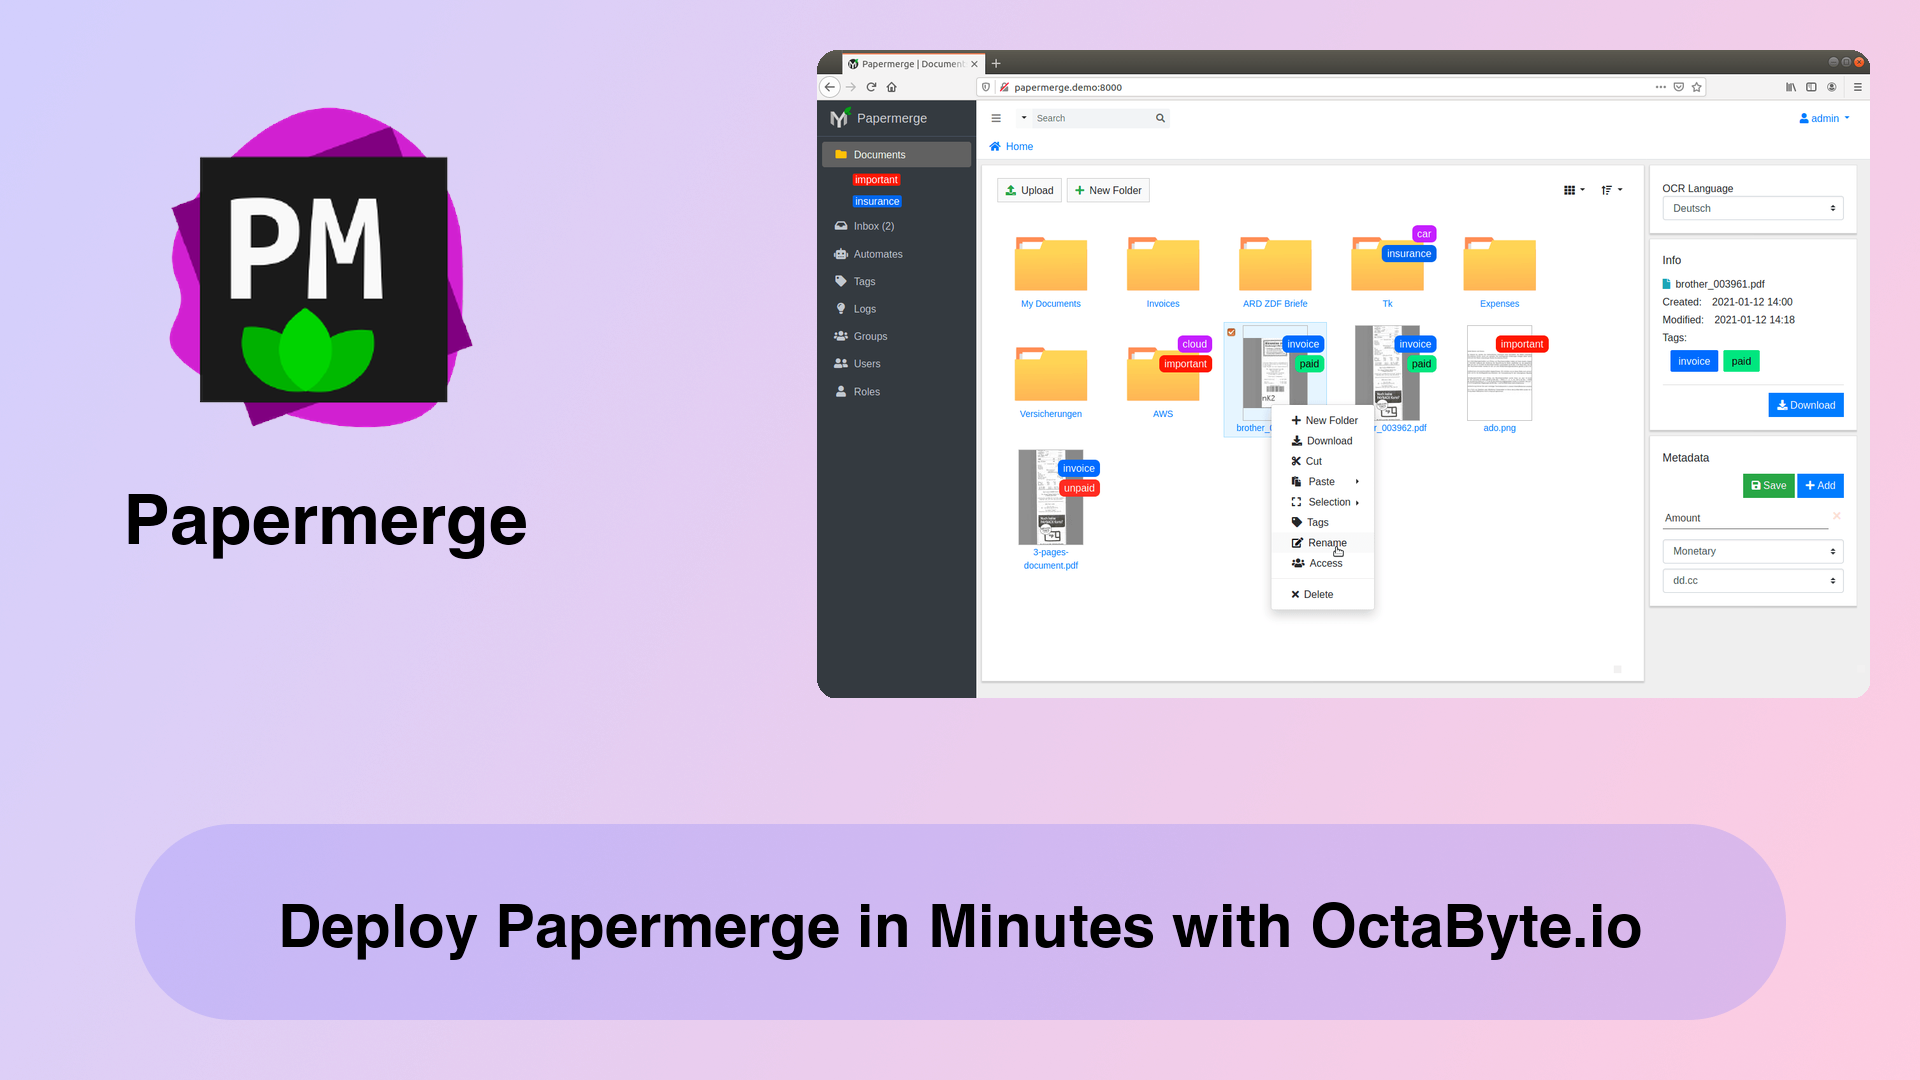 PM
Papermerge
Papermerge | Document
papermerge.demo:8000
Papermerge
Search
admin
Home
Documents
important
insurance
Inbox (2)
Automates
Tags
Logs
Groups
Users
Roles
Upload
New Folder
car
insurance
My Documents
Invoices
ARD ZDF Briefe
Tk
Expenses
cloud
important
invoice
paid
invoice
paid
important
Versicherungen
AWS
brother_
_003962.pdf
ado.png
invoice
unpaid
3-pages-
document.pdf
New Folder
Download
Cut
Paste
Selection
Tags
Rename
Access
Delete
OCR Language
Deutsch
Info
brother_003961.pdf
Created: 2021-01-12 14:00
Modified: 2021-01-12 14:18
Tags:
invoice paid
Download
Metadata
Save Add
Amount
Monetary
dd.cc
Deploy Papermerge in Minutes with OctaByte.io